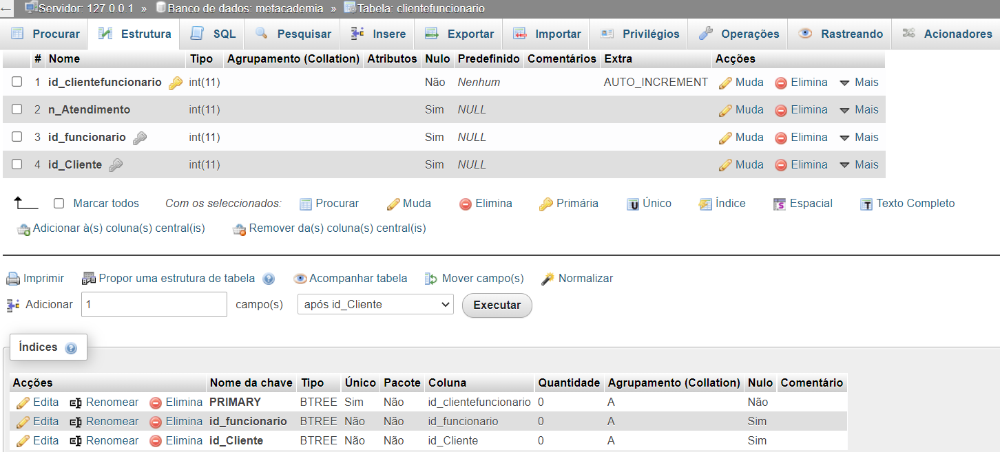 ← Servidor: 127.0.0.1 » Banco de dados: metacademia » Tabela: clientefuncionario
Procurar Estrutura SQL Pesquisar Insere Exportar Importar Privilégios Operações Rastreando Acionadores
# Nome Tipo Agrupamento (Collation) Atributos Nulo Predefinido Comentários Extra Acções
1 id_clientefuncionario int(11) Não Nenhum AUTO_INCREMENT Muda Elimina Mais
2 n_Atendimento int(11) Sim NULL Muda Elimina Mais
3 id_funcionario int(11) Sim NULL Muda Elimina Mais
4 id_Cliente int(11) Sim NULL Muda Elimina Mais
Marcar todos Com os seleccionados: Procurar Muda Elimina Primária Único Índice Espacial Texto Completo
Adicionar à(s) coluna(s) central(is) Remover da(s) coluna(s) central(is)
Imprimir Propor uma estrutura de tabela Acompanhar tabela Mover campo(s) Normalizar
Adicionar 1 campo(s) após id_Cliente Executar
Índices
Acções Nome da chave Tipo Único Pacote Coluna Quantidade Agrupamento (Collation) Nulo Comentário
Edita Renomear Elimina PRIMARY BTREE Sim Não id_clientefuncionario 0 A Não
Edita Renomear Elimina id_funcionario BTREE Não Não id_funcionario 0 A Sim
Edita Renomear Elimina id_Cliente BTREE Não Não id_Cliente 0 A Sim